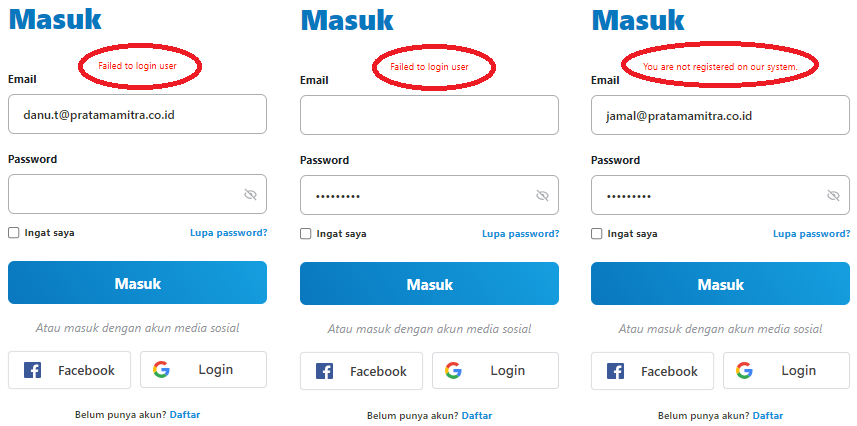 Masuk
Failed to login user
Email
danu.t@pratamamitra.co.id
Password
Ingat saya
Lupa password?
Masuk
Atau masuk dengan akun media sosial
Facebook
Login
Belum punya akun? Daftar
Masuk
Failed to login user
Email
Password
•••••••••
Ingat saya
Lupa password?
Masuk
Atau masuk dengan akun media sosial
Facebook
Login
Belum punya akun? Daftar
Masuk
You are not registered on our system.
Email
jamal@pratamamitra.co.id
Password
•••••••••
Ingat saya
Lupa password?
Masuk
Atau masuk dengan akun media sosial
Facebook
Login
Belum punya akun? Daftar